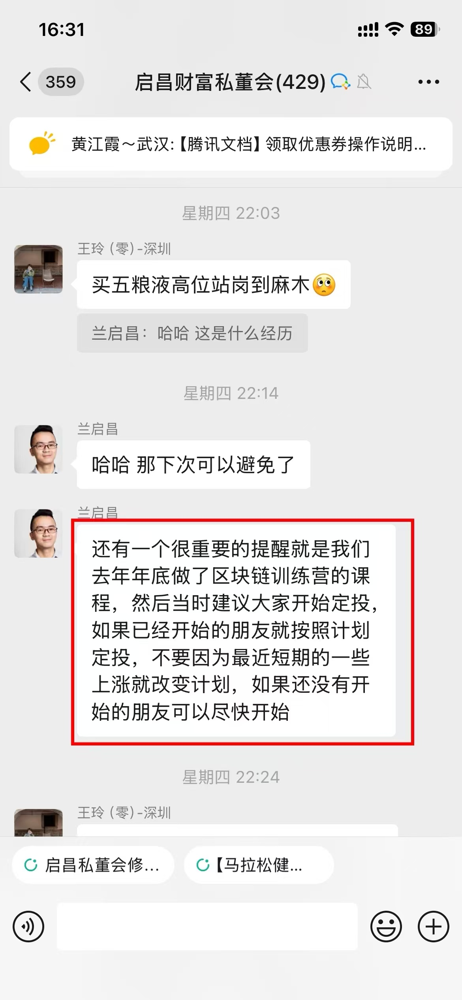 16:31
89
359
启昌财富私董会(429)
黄江霞～武汉:【腾讯文档】领取优惠券操作说明...
星期四 22:03
王玲（零）-深圳
买五粮液高位站岗到麻木
兰启昌：哈哈 这是什么经历
星期四 22:14
兰启昌
哈哈 那下次可以避免了
兰启昌
还有一个很重要的提醒就是我们
去年年底做了区块链训练营的课
程，然后当时建议大家开始定投，
如果已经开始的朋友就按照计划
定投，不要因为最近短期的一些
上涨就改变计划，如果还没有开
始的朋友可以尽快开始
星期四 22:24
王玲（零）-深圳
启昌私董会修...
【马拉松健...